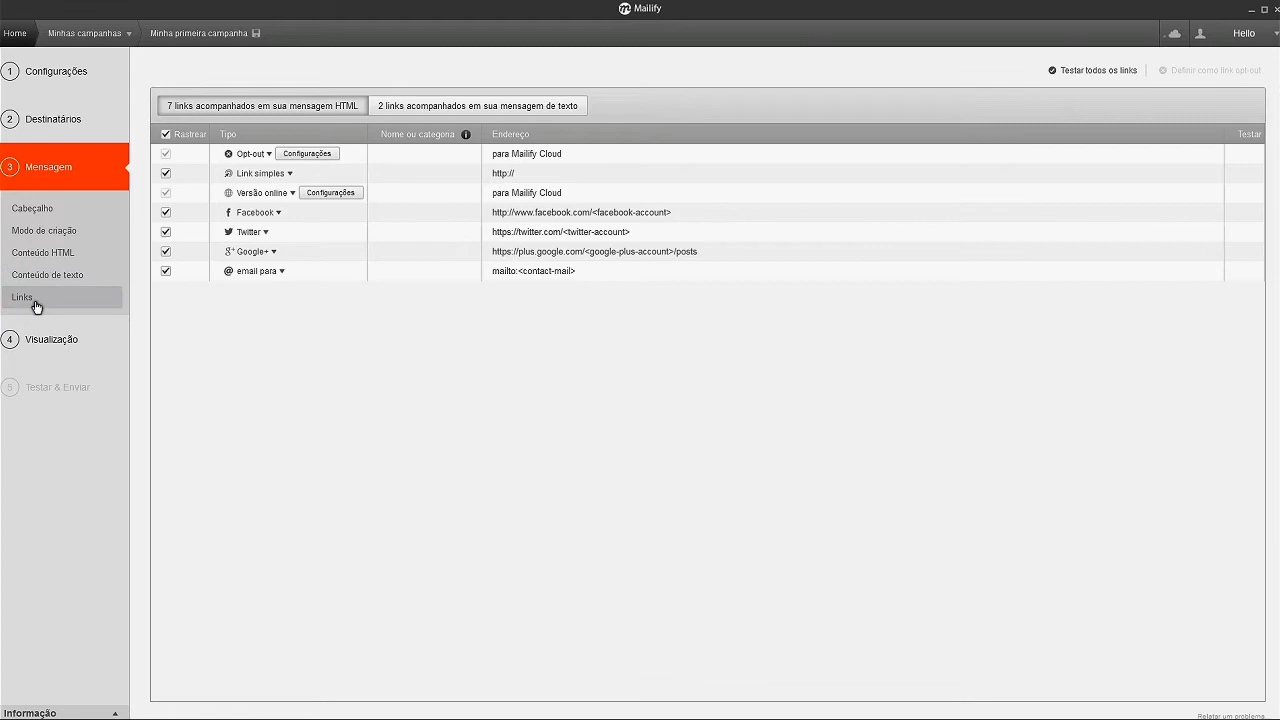 Mailify
Home Minhas campanhas Minha primeira campanha Hello
1 Configurações
2 Destinatários
3 Mensagem
Cabeçalho
Modo de criação
Conteúdo HTML
Conteúdo de texto
Links
4 Visualização
5 Testar & Enviar
Informação
Testar todos os links Definir como link opt-out
7 links acompanhados em sua mensagem HTML 2 links acompanhados em sua mensagem de texto
Rastrear Tipo Nome ou categoria Endereço Testar
Opt-out Configurações para Mailify Cloud
Link simples http://
Versão online Configurações para Mailify Cloud
Facebook http://www.facebook.com/<facebook-account>
Twitter https://twitter.com/<twitter-account>
Google+ https://plus.google.com/<google-plus-account>/posts
email para mailto:<contact-mail>
Relatar um problema